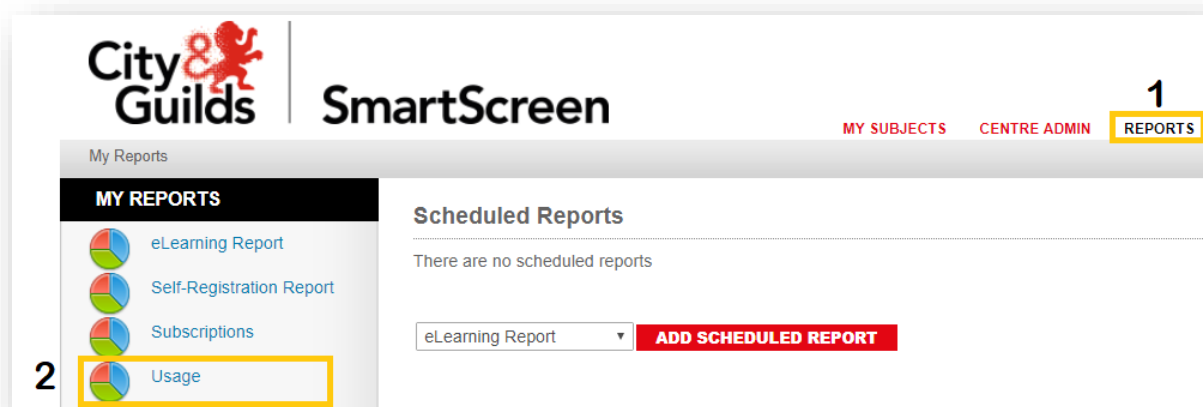 City&
Guilds
SmartScreen
1
MY SUBJECTS CENTRE ADMIN REPORTS
My Reports
MY REPORTS
eLearning Report
Self-Registration Report
Subscriptions
2 Usage
Scheduled Reports
There are no scheduled reports
eLearning Report ADD SCHEDULED REPORT